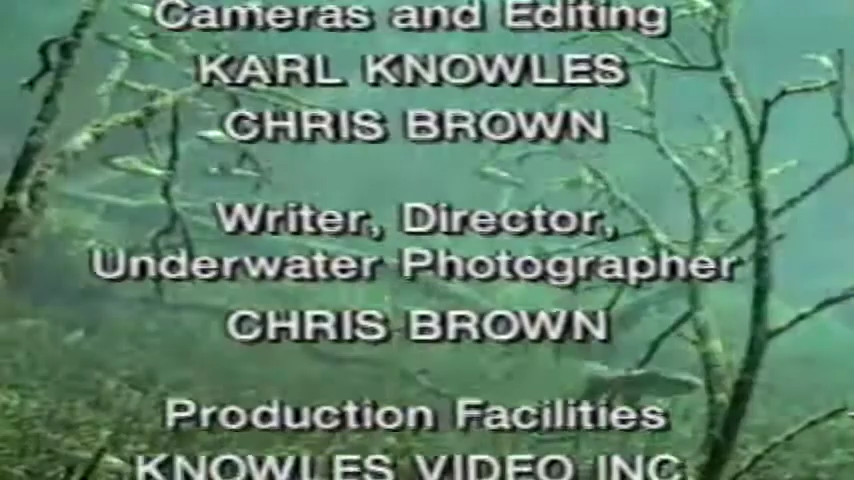 Cameras and Editing
KARL KNOWLES
CHRIS BROWN
Writer, Director,
Underwater Photographer
CHRIS BROWN
Production Facilities
KNOWLES VIDEO INC.